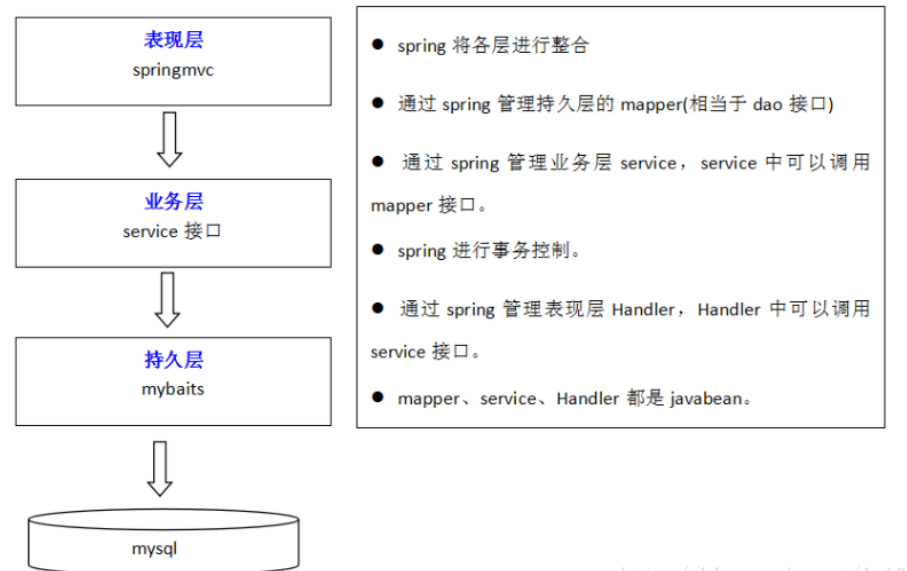 表现层
springmvc
业务层
service 接口
持久层
mybaits
mysql
● spring 将各层进行整合
● 通过 spring 管理持久层的 mapper(相当于 dao 接口)
● 通过 spring 管理业务层 service，service 中可以调用
mapper 接口。
● spring 进行事务控制。
● 通过 spring 管理表现层 Handler，Handler 中可以调用
service 接口。
● mapper、service、Handler 都是 javabean。